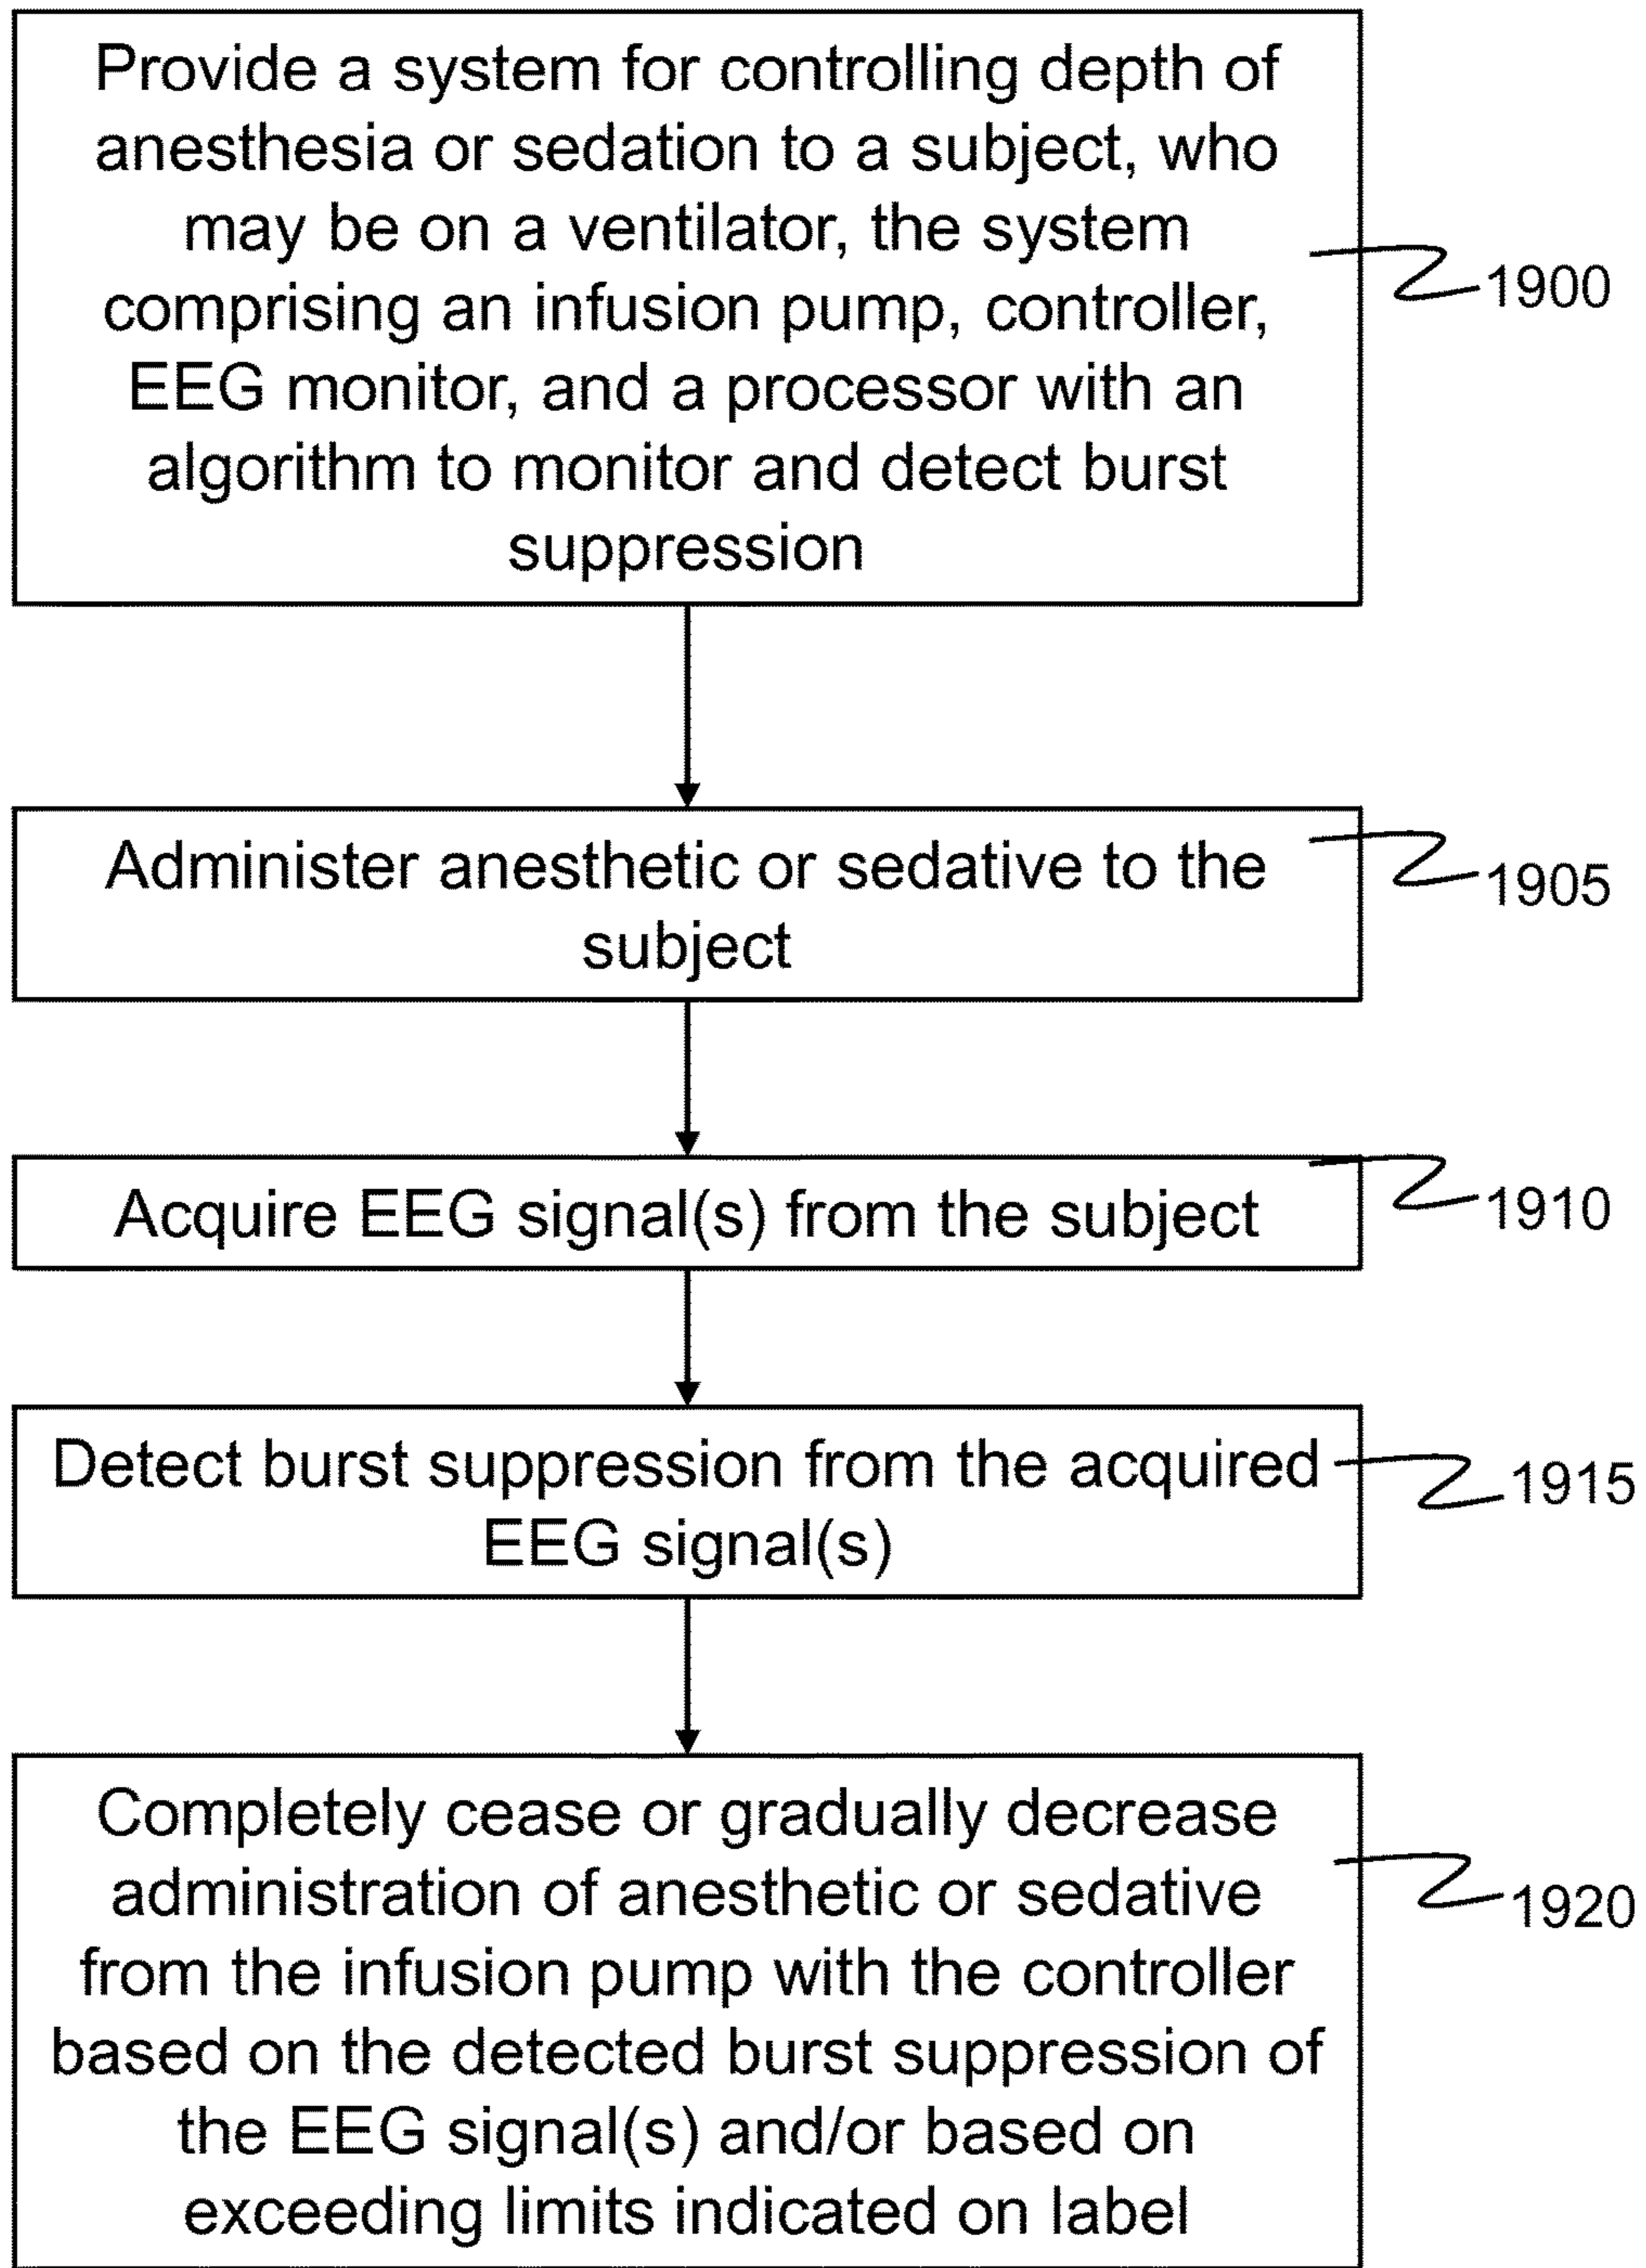 Provide a system for controlling depth of
anesthesia or sedation to a subject, who
may be on a ventilator, the system
comprising an infusion pump, controller,
EEG monitor, and a processor with an
algorithm to monitor and detect burst
suppression
1900
Administer anesthetic or sedative to the
subject
1905
Acquire EEG signal(s) from the subject
1910
Detect burst suppression from the acquired
EEG signal(s)
1915
Completely cease or gradually decrease
administration of anesthetic or sedative
from the infusion pump with the controller
based on the detected burst suppression of
the EEG signal(s) and/or based on
exceeding limits indicated on label
1920